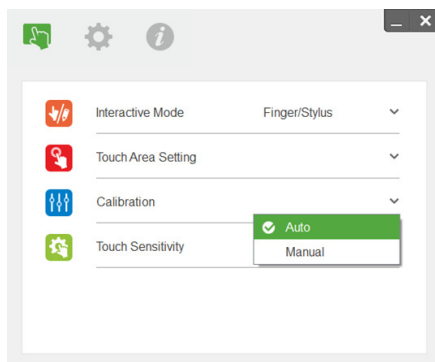 Interactive Mode Finger/Stylus
Touch Area Setting
Calibration
Auto
Touch Sensitivity
Manual